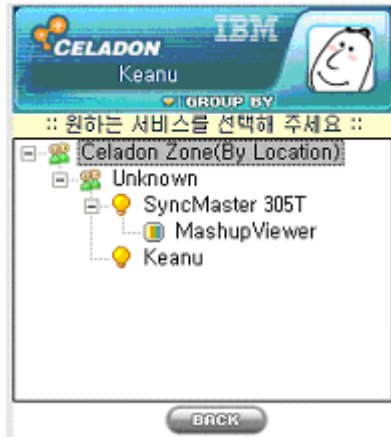 CELADON IBM
Keanu
GROUP BY
:: 원하는 서비스를 선택해 주세요 ::
Celadon Zone(By Location)
Unknown
SyncMaster 305T
MashupViewer
Keanu
BACK